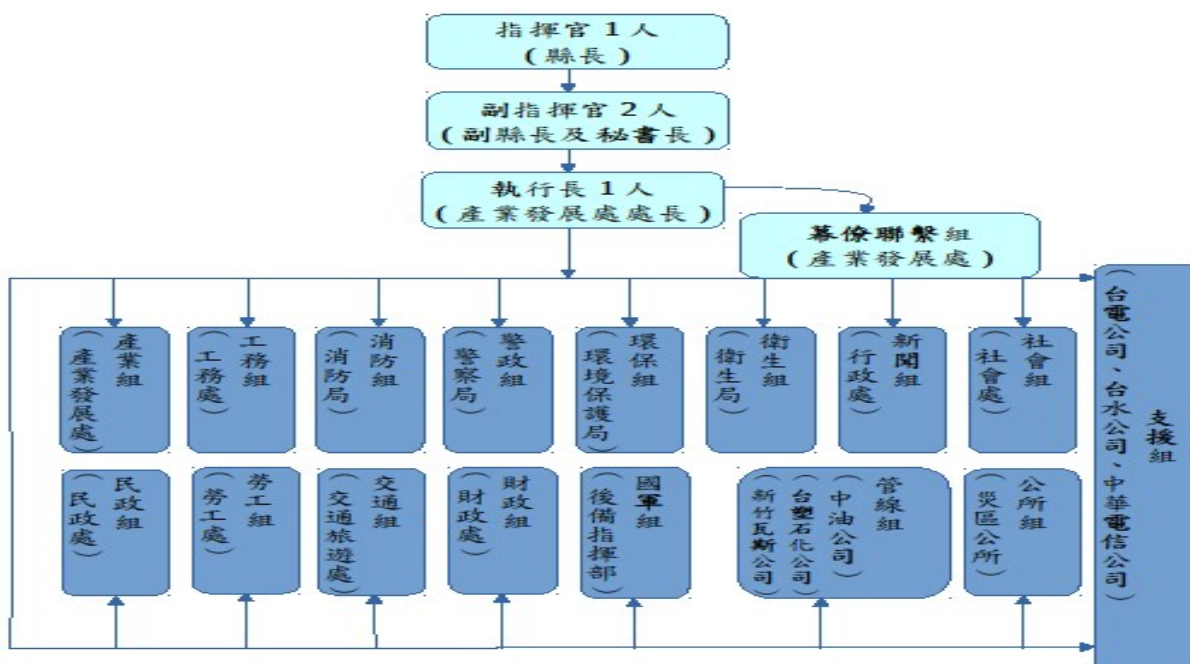 指揮官1人
(縣長)
副指揮官2人
(副縣長及秘書長)
執行長1人
(產業發展處處長)
幕僚聯繫組
(產業發展處)
產業組
(產業發展處)
工務組
(工務處)
消防組
(消防局)
警政組
(警察局)
環保組
(環境保護局)
衛生組
(衛生局)
新聞組
(行政處)
社會組
(社會處)
支援組
(台電公司、台水公司、中華電信公司)
民政組
(民政處)
勞工組
(勞工處)
交通組
(交通旅遊處)
財政組
(財政處)
國軍組
(後備指揮部)
管線組
(中油公司)
(台塑石化公司)
(新竹瓦斯公司)
公所組
(災區公所)